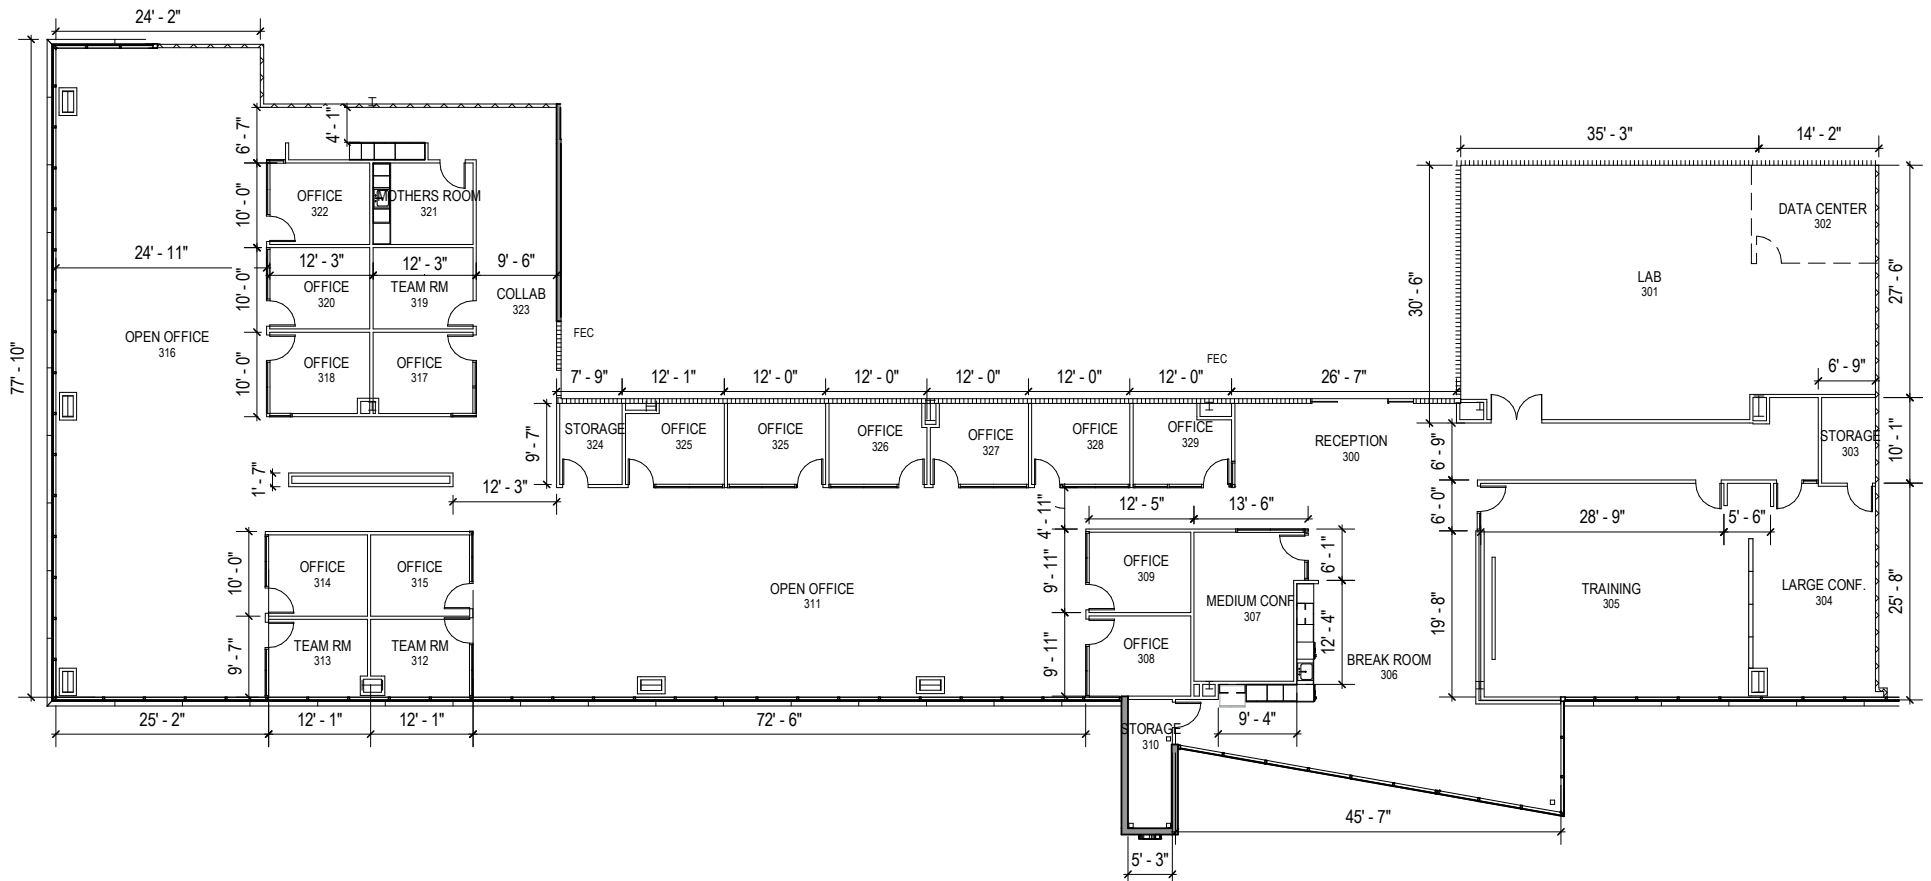 24' - 2"
4' - 1"
6' - 7"
35' - 3"
14' - 2"
OFFICE
322
MOTHERS ROOM
321
10' - 0"
DATA CENTER
302
24' - 11"
12' - 3"
12' - 3"
9' - 6"
10' - 0"
OFFICE
320
TEAM RM
319
COLLAB
323
LAB
301
30' - 6"
27' - 6"
OPEN OFFICE
316
FEC
77' - 10"
10' - 0"
OFFICE
318
OFFICE
317
FEC
7' - 9"
12' - 1"
12' - 0"
12' - 0"
12' - 0"
12' - 0"
12' - 0"
26' - 7"
6' - 9"
9' - 7"
STORAGE
324
OFFICE
325
OFFICE
325
OFFICE
326
OFFICE
327
OFFICE
328
OFFICE
329
RECEPTION
300
6' - 9"
STORAGE
303
10' - 1"
1' - 7"
12' - 3"
4' - 11"
12' - 5"
13' - 6"
6' - 0"
28' - 9"
5' - 6"
10' - 0"
OFFICE
314
OFFICE
315
9' - 11"
OFFICE
309
6' - 1"
OPEN OFFICE
311
MEDIUM CONF.
307
TRAINING
305
LARGE CONF.
304
19' - 8"
25' - 8"
9' - 7"
TEAM RM
313
TEAM RM
312
9' - 11"
OFFICE
308
12' - 4"
BREAK ROOM
306
25' - 2"
12' - 1"
12' - 1"
72' - 6"
STORAGE
310
9' - 4"
45' - 7"
5' - 3"